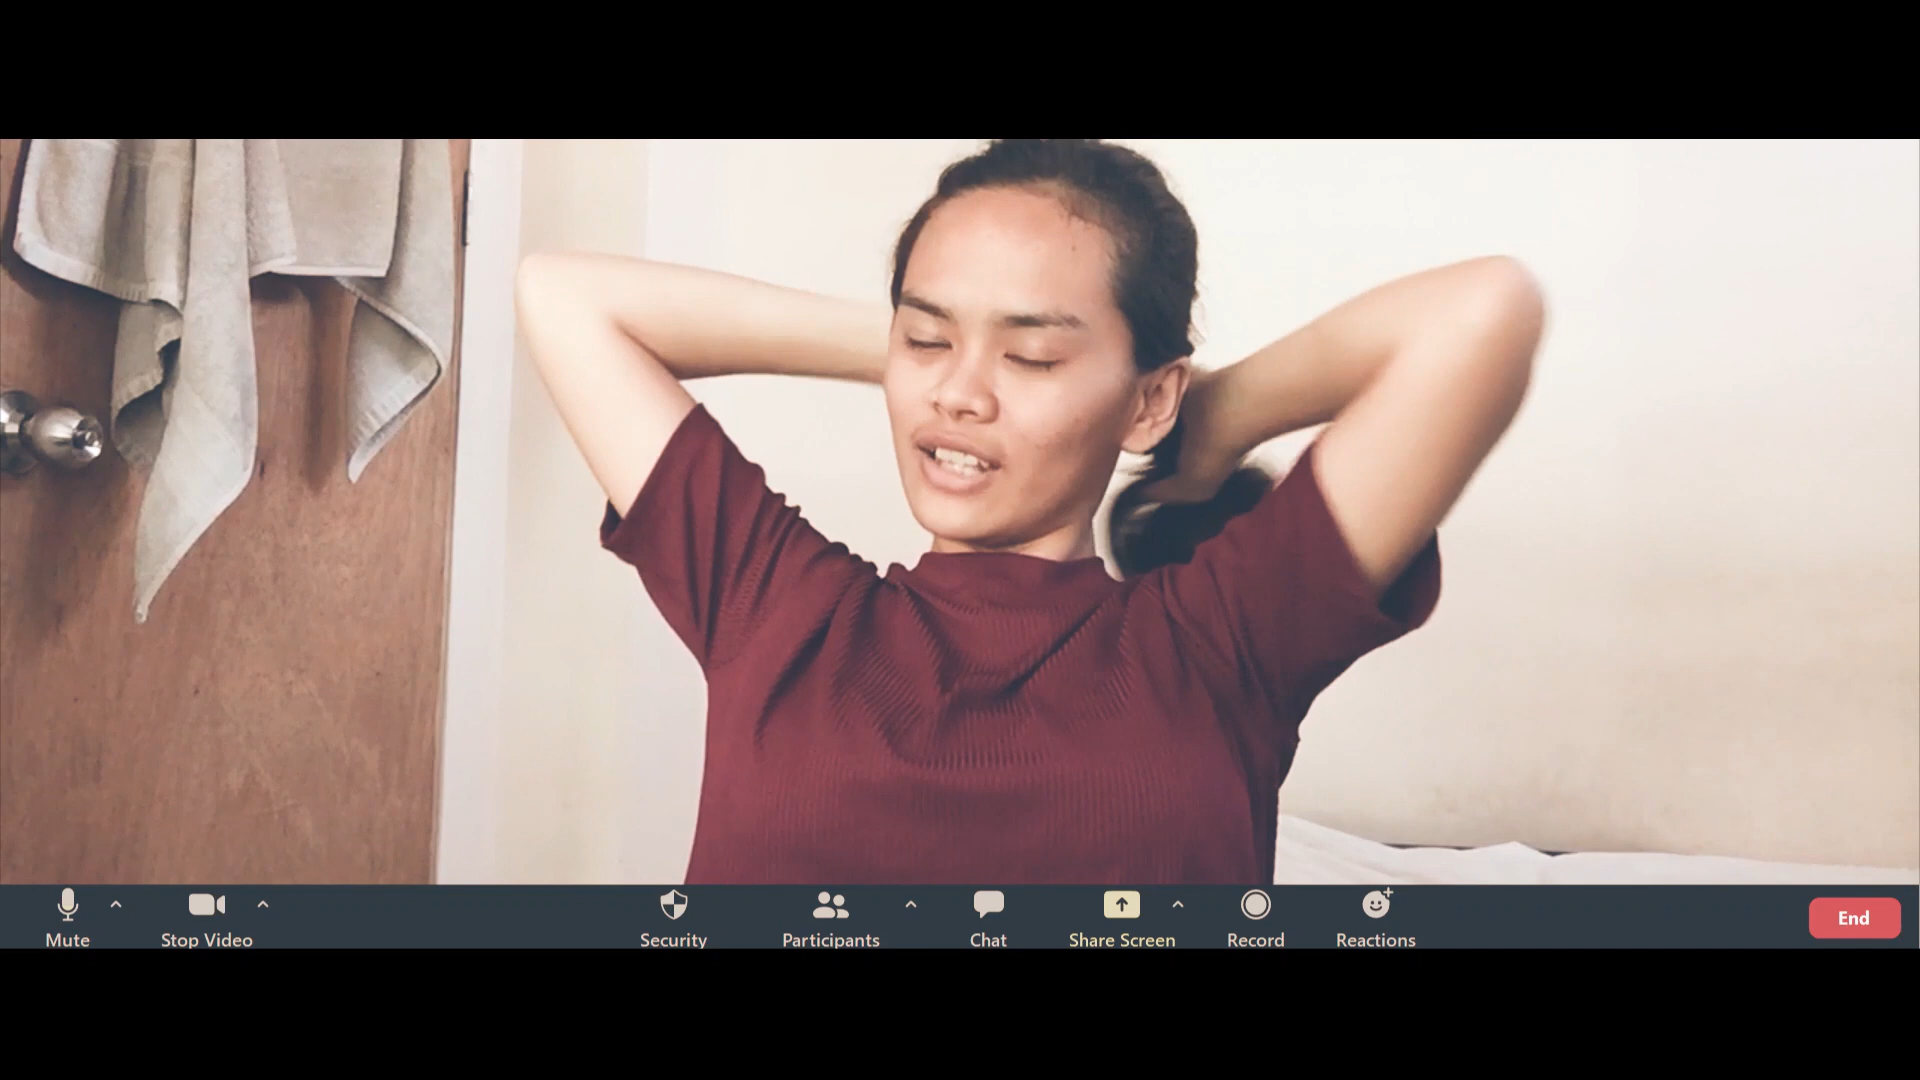 Mute
Stop Video
Security
Participants
Chat
Share Screen
Record
Reactions
End